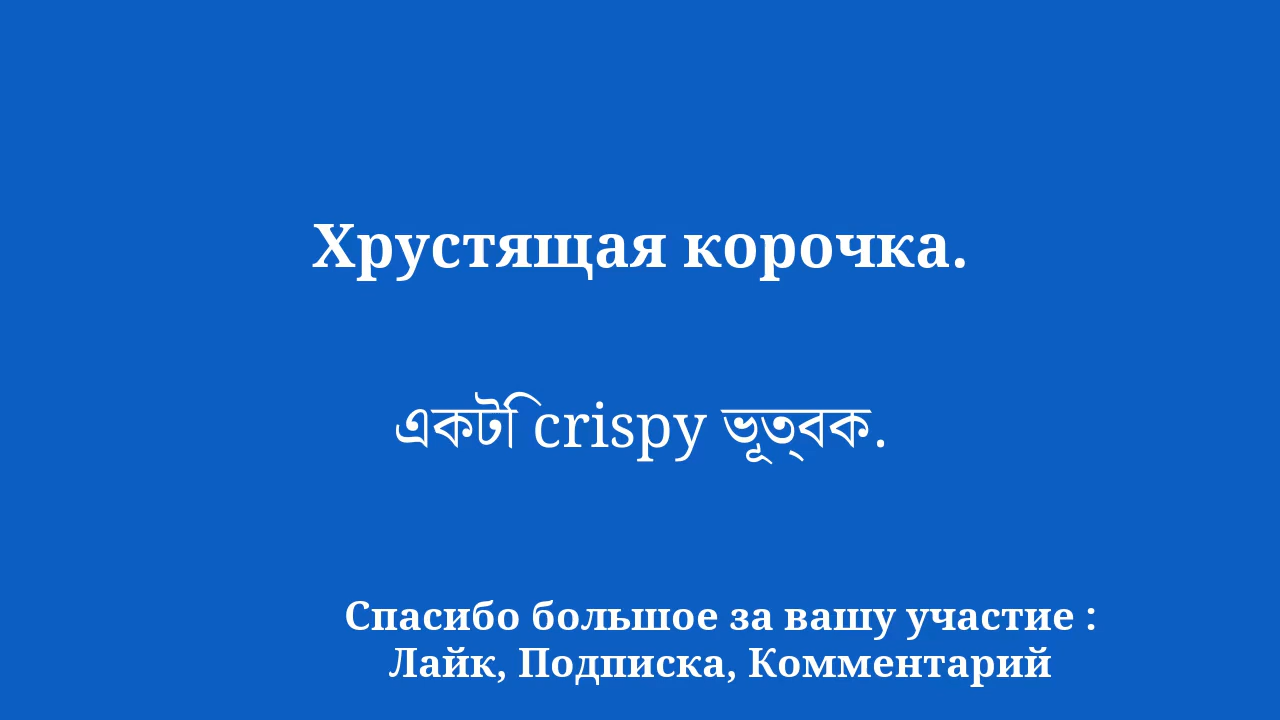 Хрустящая корочка.
একটি crispy ভূত্বক.
Спасибо большое за вашу участие :
Лайк, Подписка, Комментарий